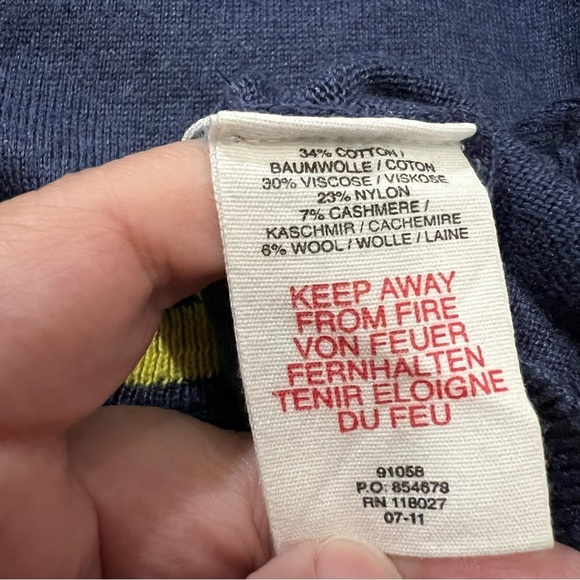 34% COTTON /
BAUMWOLLE / COTON
30% VISCOSE / VISKOSE
23% NYLON
7% CASHMERE /
KASCHMIR / CACHEMIRE
6% WOOL / WOLLE / LAINE
KEEP AWAY
FROM FIRE
VON FEUER
FERNHALTEN
TENIR ELOIGNE
DU FEU
91058
P.O: 854678
RN 118027
07-11